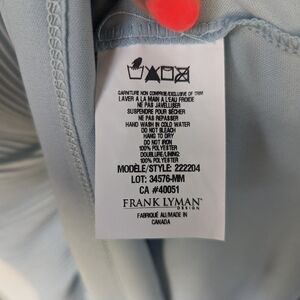 GARNITURE NON COMPRISE/EXCLUSIVE OF TRIM
LAVER A LA MAIN A L'EAU FROIDE
NE PAS JAVELLISER
SUSPENDRE POUR SÉCHER
NE PAS REPASSER
HAND WASH IN COLD WATER
DO NOT BLEACH
HANG TO DRY
DO NOT IRON
100% POLYESTER
DOUBLURE/LINING:
100% POLYESTER
MODÈLE/STYLE: 222204
LOT: 34576-MM
CA #40051
FRANK LYMAN
DESIGN
FABRIQUÉ AU/MADE IN
CANADA